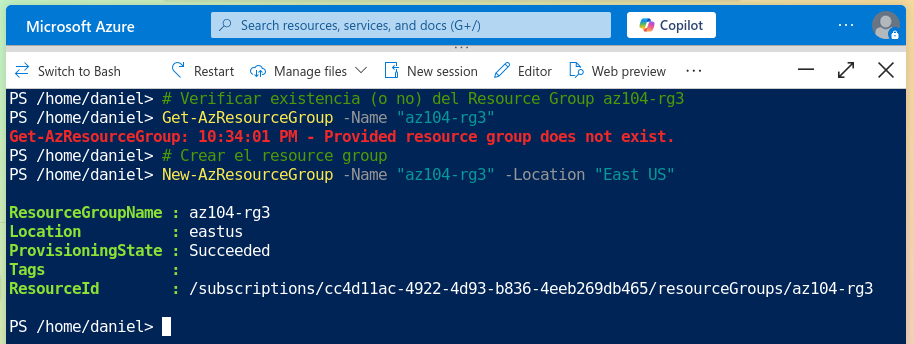 Microsoft Azure
Search resources, services, and docs (G+/)
Copilot
...
Switch to Bash
Restart
Manage files
New session
Editor
Web preview
...
PS /home/daniel> # Verificar existencia (o no) del Resource Group az104-rg3
PS /home/daniel> Get-AzResourceGroup -Name "az104-rg3"
Get-AzResourceGroup: 10:34:01 PM - Provided resource group does not exist.
PS /home/daniel> # Crear el resource group
PS /home/daniel> New-AzResourceGroup -Name "az104-rg3" -Location "East US"
ResourceGroupName : az104-rg3
Location : eastus
ProvisioningState : Succeeded
Tags :
ResourceId : /subscriptions/cc4d11ac-4922-4d93-b836-4eeb269db465/resourceGroups/az104-rg3
PS /home/daniel>